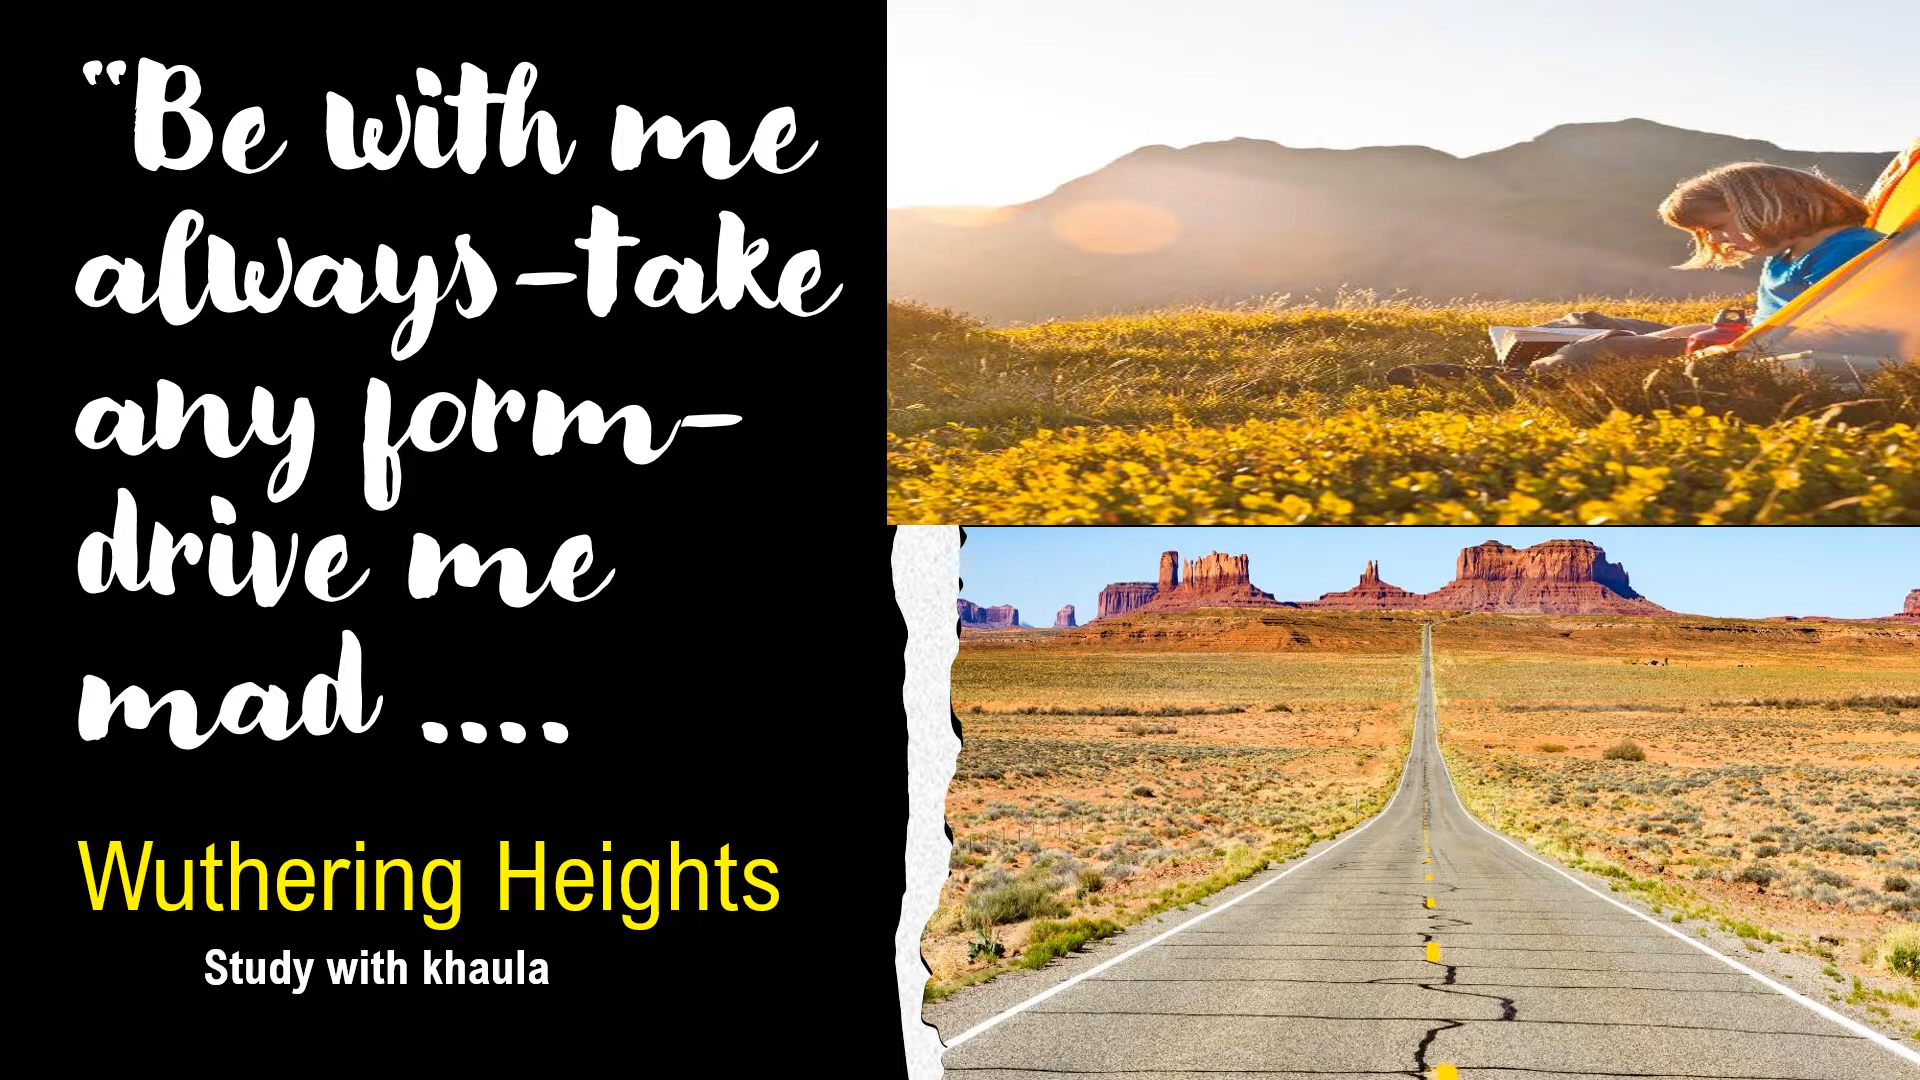 “Be with me
always-take
any form-
drive me
mad ....
Wuthering Heights
Study with khaula